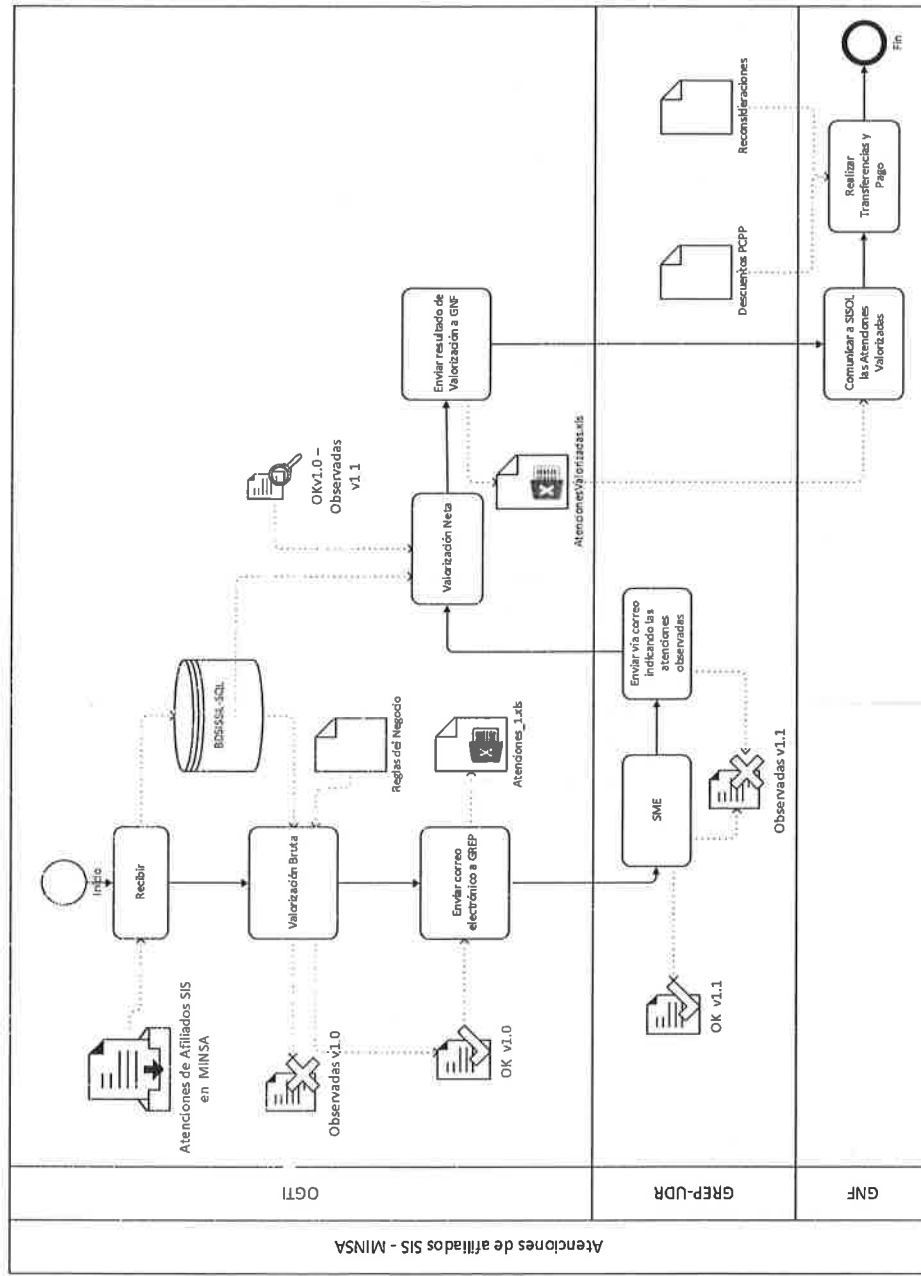 Atenciones de afiliados SIS - MINSA
OGTI
GREP-UDR
GNF
Inicio
Atenciones de Afiliados SIS
en MINSA
Recibir
BDSISSIL-SQL
Observadas v1.0
Valorización Bruta
Reglas del Negocio
OK v1.0
Enviar correo
electrónico a GREP
Atenciones_1.xls
OKv1.0 –
Observadas
v1 1
Valorización Neta
Enviar resultado de
Valorización a GNF
AtencionesValorizadas.xls
OK v1.1
SME
Observadas v1.1
Enviar vía correo
indicando las
atenciones
observadas
Descuentos PCPP
Reconsideraciones
Comunicar a SISOL
las Atenciones
Valorizadas
Realizar
Transferencias y
Pago
Fin